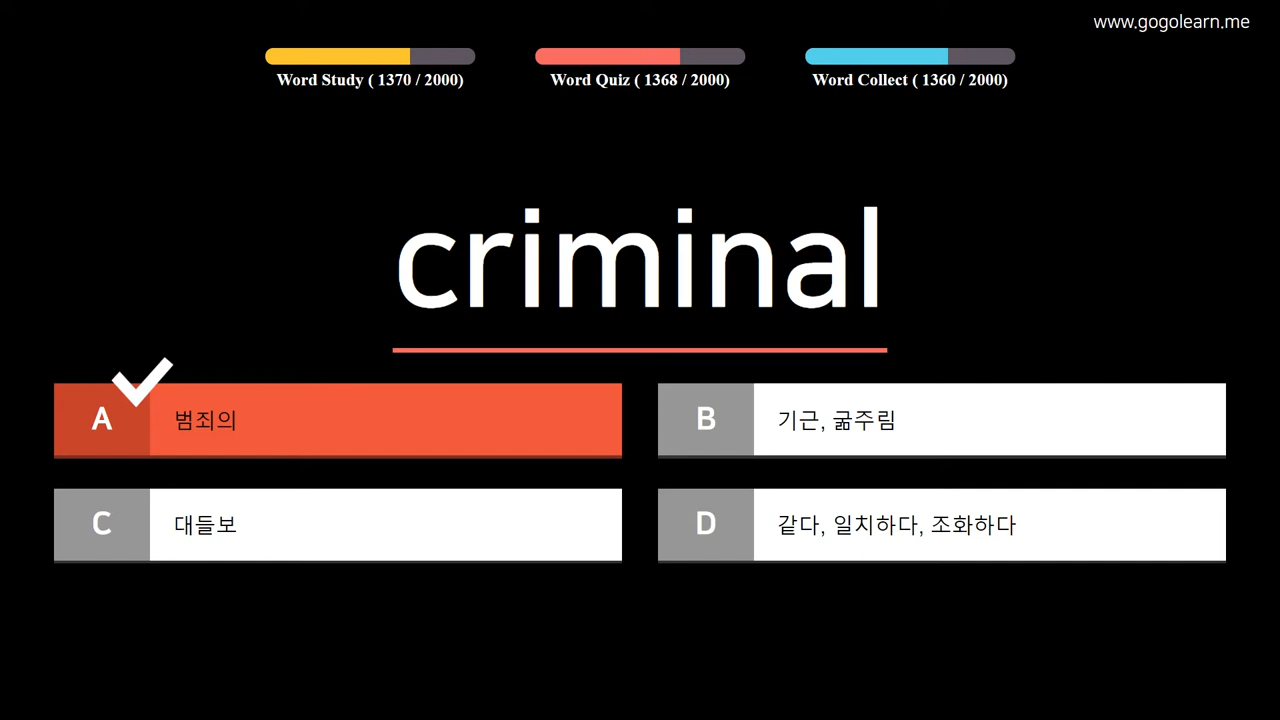 www.gogolearn.me
Word Study ( 1370 / 2000)
Word Quiz ( 1368 / 2000)
Word Collect ( 1360 / 2000)
criminal
A 범죄의
B 기근, 굶주림
C 대들보
D 같다, 일치하다, 조화하다